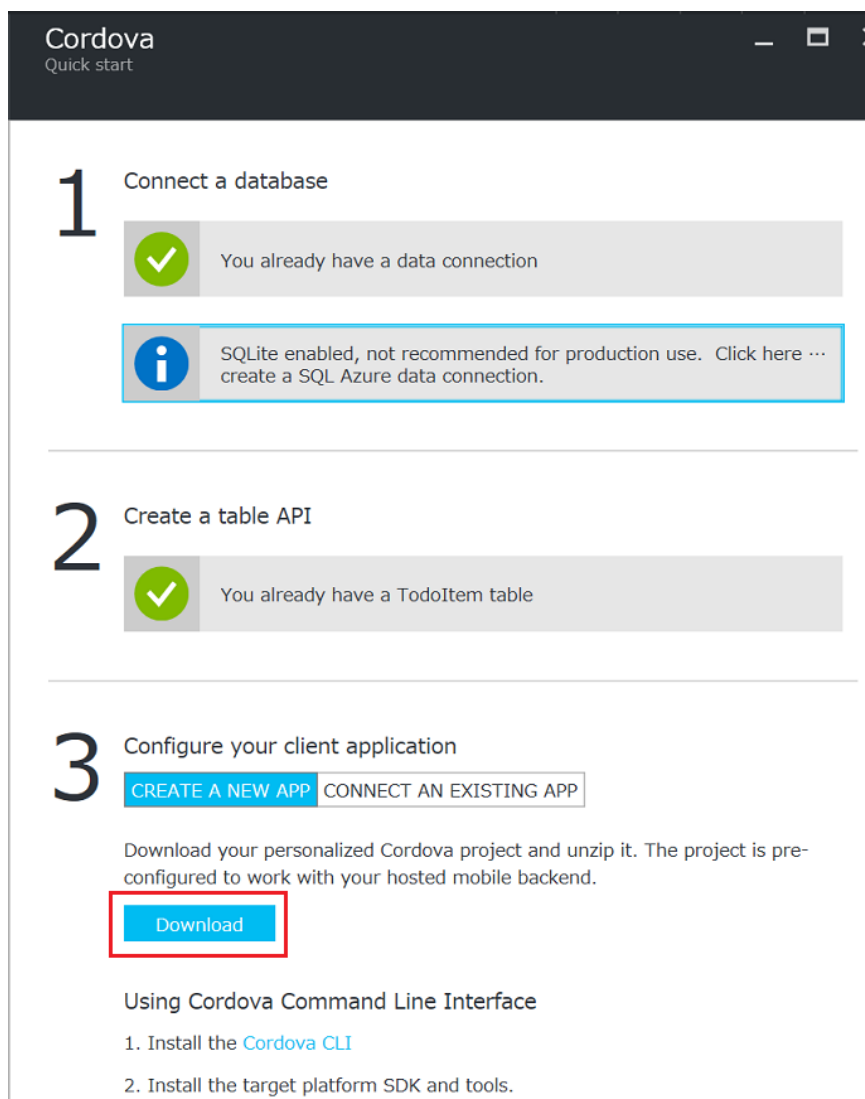 Cordova
Quick start
1
Connect a database
You already have a data connection
SQLite enabled, not recommended for production use. Click here ···
create a SQL Azure data connection.
2
Create a table API
You already have a TodoItem table
3
Configure your client application
CREATE A NEW APP CONNECT AN EXISTING APP
Download your personalized Cordova project and unzip it. The project is pre-
configured to work with your hosted mobile backend.
Download
Using Cordova Command Line Interface
1. Install the Cordova CLI
2. Install the target platform SDK and tools.